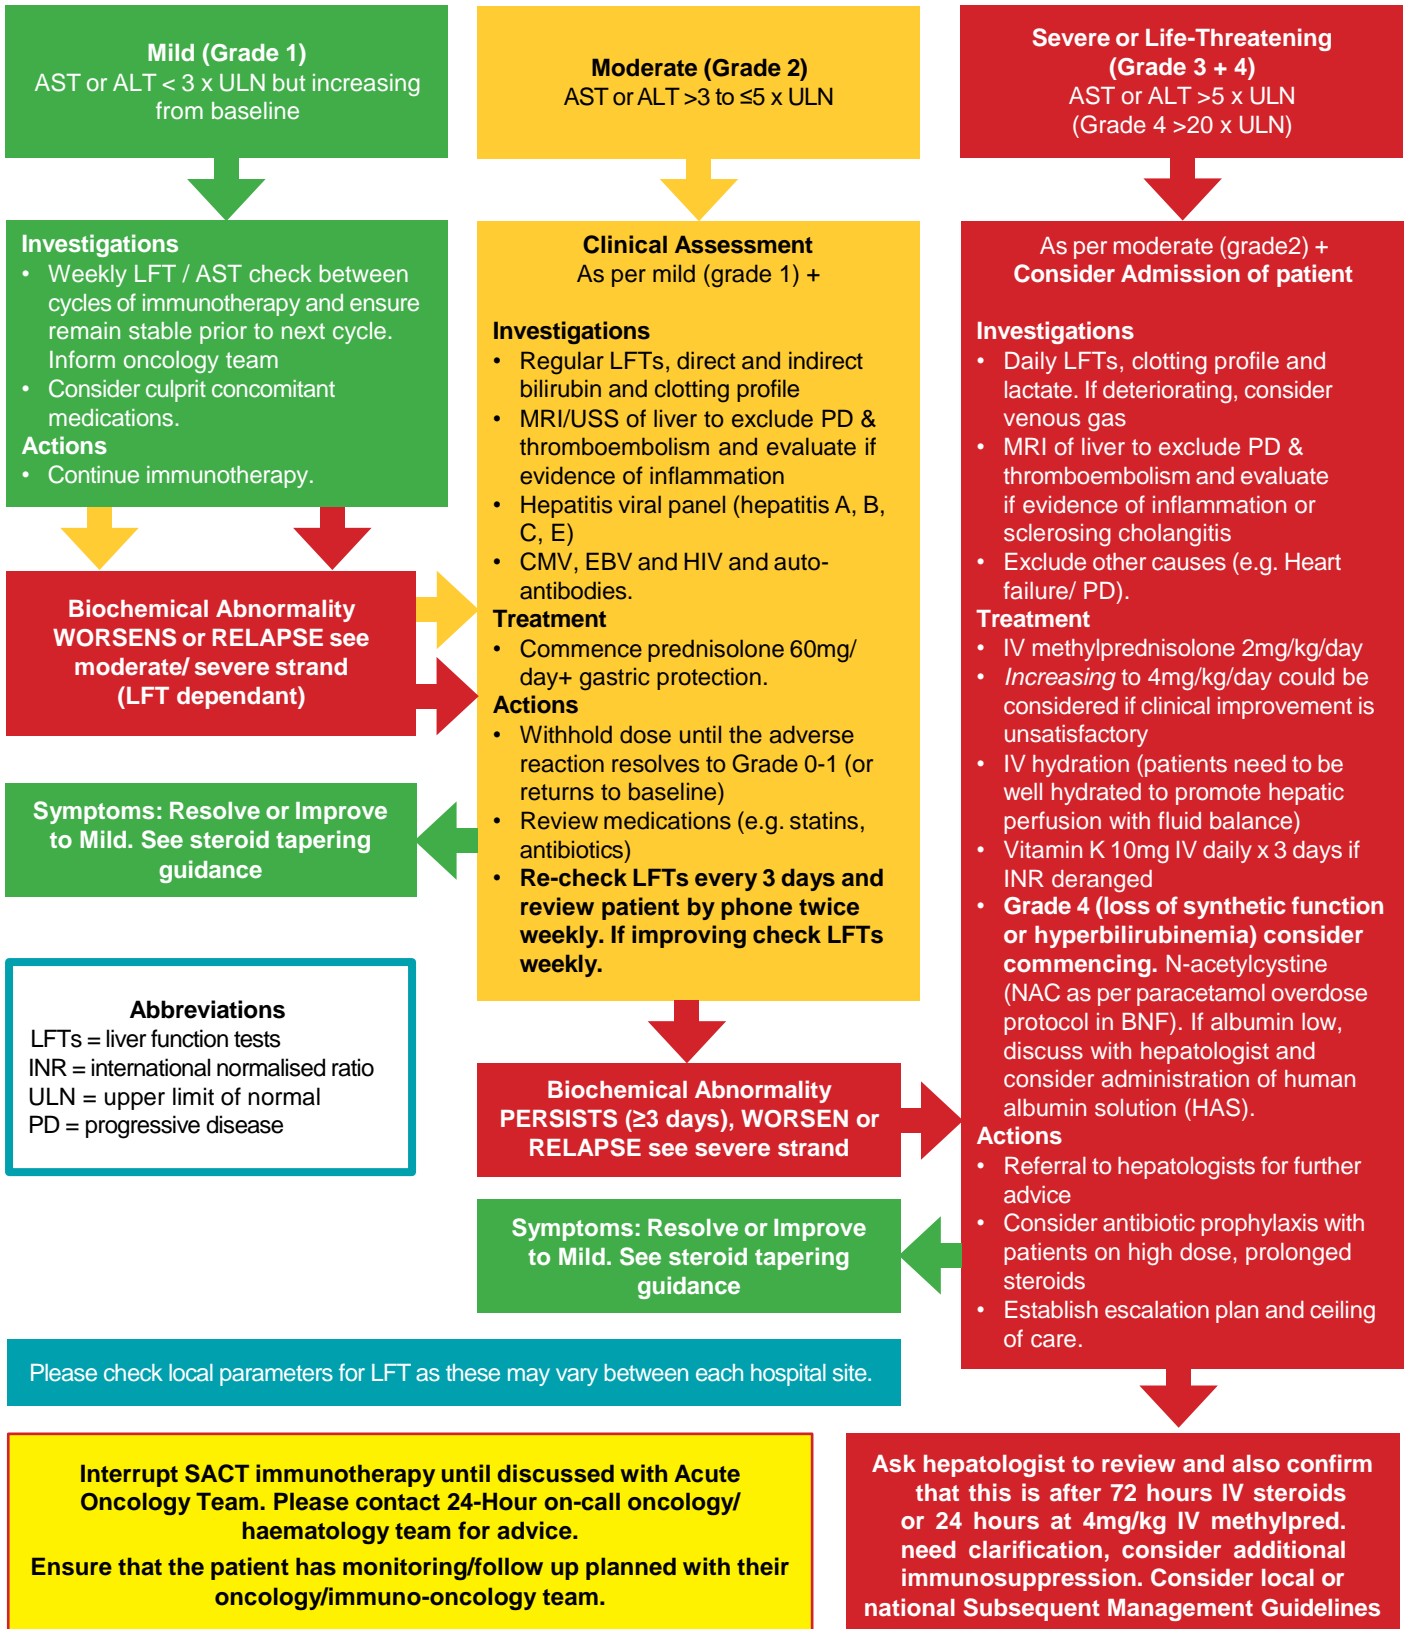 Mild (Grade 1)
AST or ALT < 3 x ULN but increasing
from baseline
Moderate (Grade 2)
AST or ALT >3 to ≤5 x ULN
Severe or Life-Threatening
(Grade 3 + 4)
AST or ALT >5 x ULN
(Grade 4 >20 x ULN)
Investigations
• Weekly LFT / AST check between
cycles of immunotherapy and ensure
remain stable prior to next cycle.
Inform oncology team
• Consider culprit concomitant
medications.
Actions
• Continue immunotherapy.
Biochemical Abnormality
WORSENS or RELAPSE see
moderate/ severe strand
(LFT dependant)
Symptoms: Resolve or Improve
to Mild. See steroid tapering
guidance
Abbreviations
LFTs = liver function tests
INR = international normalised ratio
ULN = upper limit of normal
PD = progressive disease
Clinical Assessment
As per mild (grade 1) +
Investigations
• Regular LFTs, direct and indirect
bilirubin and clotting profile
• MRI/USS of liver to exclude PD &
thromboembolism and evaluate if
evidence of inflammation
• Hepatitis viral panel (hepatitis A, B,
C, E)
• CMV, EBV and HIV and auto-
antibodies.
Treatment
• Commence prednisolone 60mg/
day+ gastric protection.
Actions
• Withhold dose until the adverse
reaction resolves to Grade 0-1 (or
returns to baseline)
• Review medications (e.g. statins,
antibiotics)
• Re-check LFTs every 3 days and
review patient by phone twice
weekly. If improving check LFTs
weekly.
Biochemical Abnormality
PERSISTS (≥3 days), WORSEN or
RELAPSE see severe strand
Symptoms: Resolve or Improve
to Mild. See steroid tapering
guidance
As per moderate (grade2) +
Consider Admission of patient
Investigations
• Daily LFTs, clotting profile and
lactate. If deteriorating, consider
venous gas
• MRI of liver to exclude PD &
thromboembolism and evaluate
if evidence of inflammation or
sclerosing cholangitis
• Exclude other causes (e.g. Heart
failure/ PD).
Treatment
• IV methylprednisolone 2mg/kg/day
• Increasing to 4mg/kg/day could be
considered if clinical improvement is
unsatisfactory
• IV hydration (patients need to be
well hydrated to promote hepatic
perfusion with fluid balance)
• Vitamin K 10mg IV daily x 3 days if
INR deranged
• Grade 4 (loss of synthetic function
or hyperbilirubinemia) consider
commencing. N-acetylcystine
(NAC as per paracetamol overdose
protocol in BNF). If albumin low,
discuss with hepatologist and
consider administration of human
albumin solution (HAS).
Actions
• Referral to hepatologists for further
advice
• Consider antibiotic prophylaxis with
patients on high dose, prolonged
steroids
• Establish escalation plan and ceiling
of care.
Please check local parameters for LFT as these may vary between each hospital site.
Interrupt SACT immunotherapy until discussed with Acute
Oncology Team. Please contact 24-Hour on-call oncology/
haematology team for advice.
Ensure that the patient has monitoring/follow up planned with their
oncology/immuno-oncology team.
Ask hepatologist to review and also confirm
that this is after 72 hours IV steroids
or 24 hours at 4mg/kg IV methylpred.
need clarification, consider additional
immunosuppression. Consider local or
national Subsequent Management Guidelines